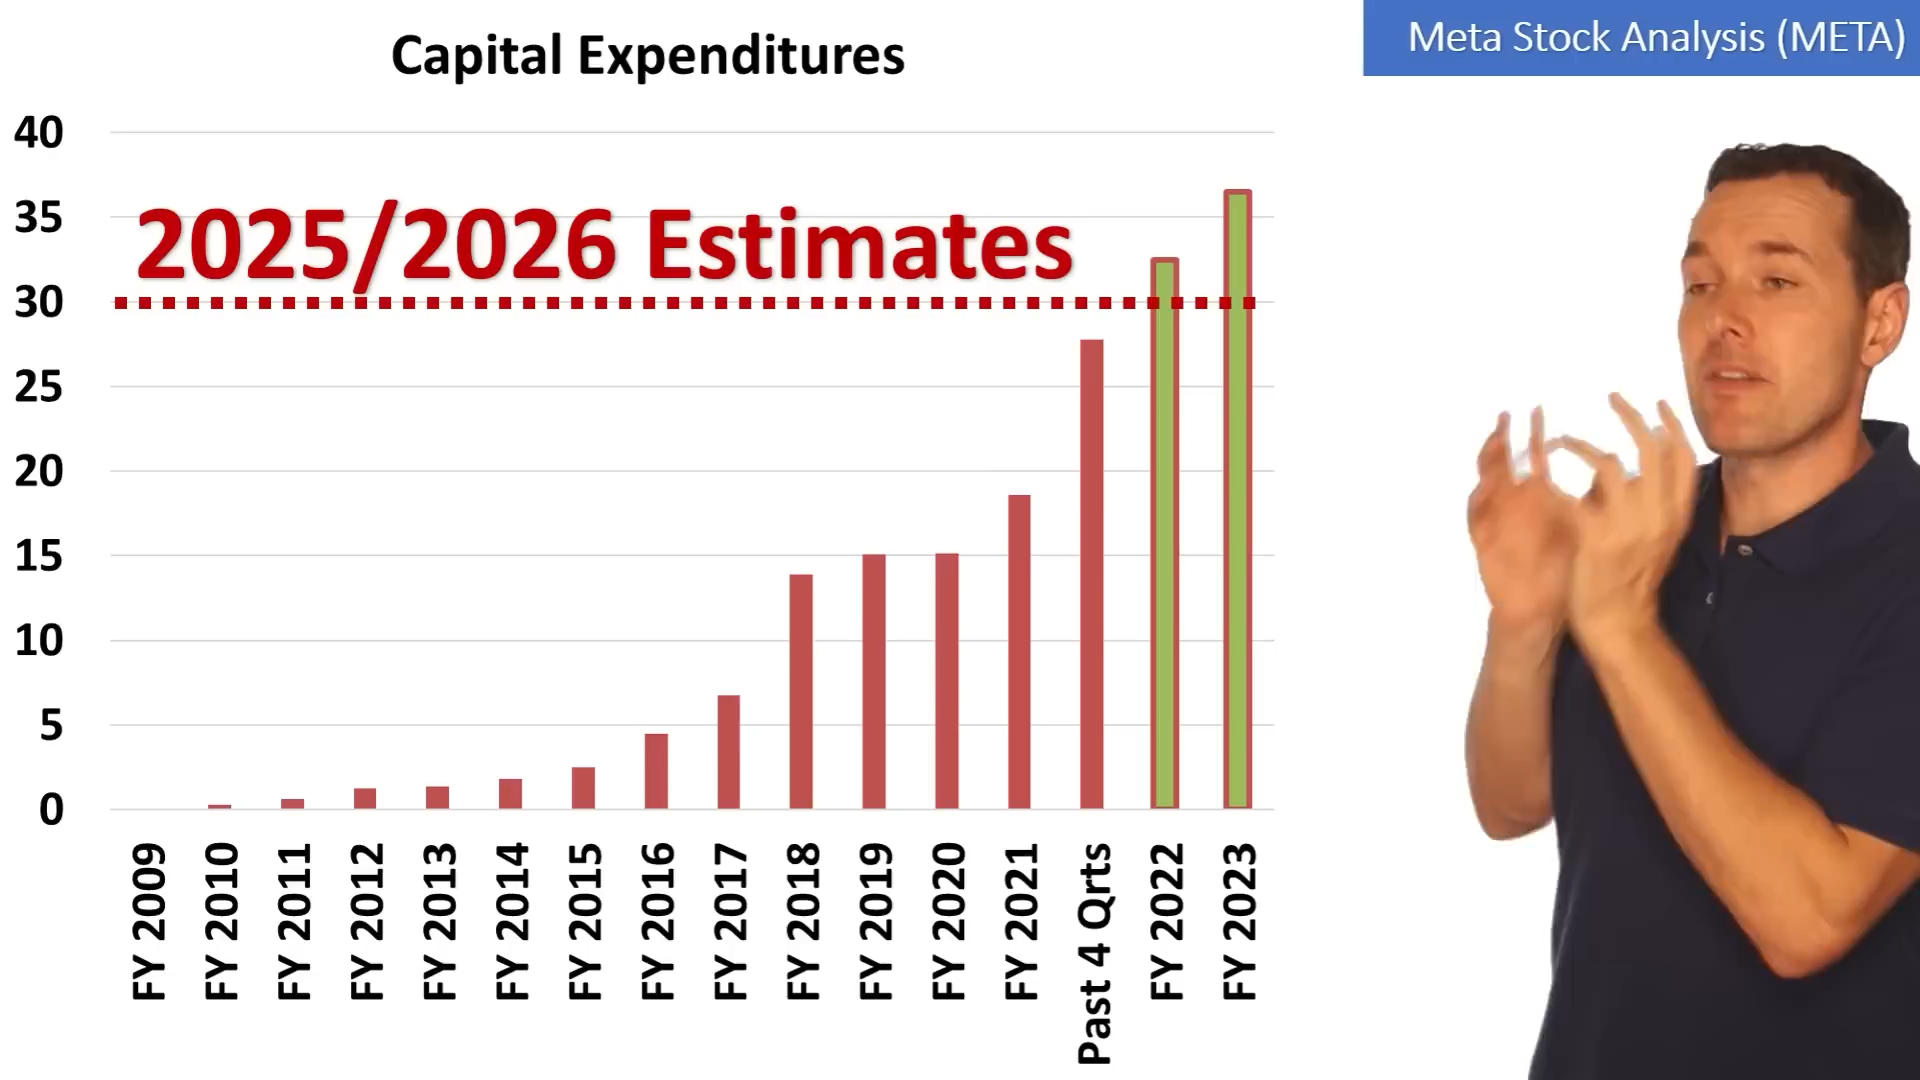 Capital Expenditures
Meta Stock Analysis (META)
40
35
30
25
20
15
10
5
0
2025/2026 Estimates
FY 2009
FY 2010
FY 2011
FY 2012
FY 2013
FY 2014
FY 2015
FY 2016
FY 2017
FY 2018
FY 2019
FY 2020
FY 2021
Past 4 Qrts
FY 2022
FY 2023